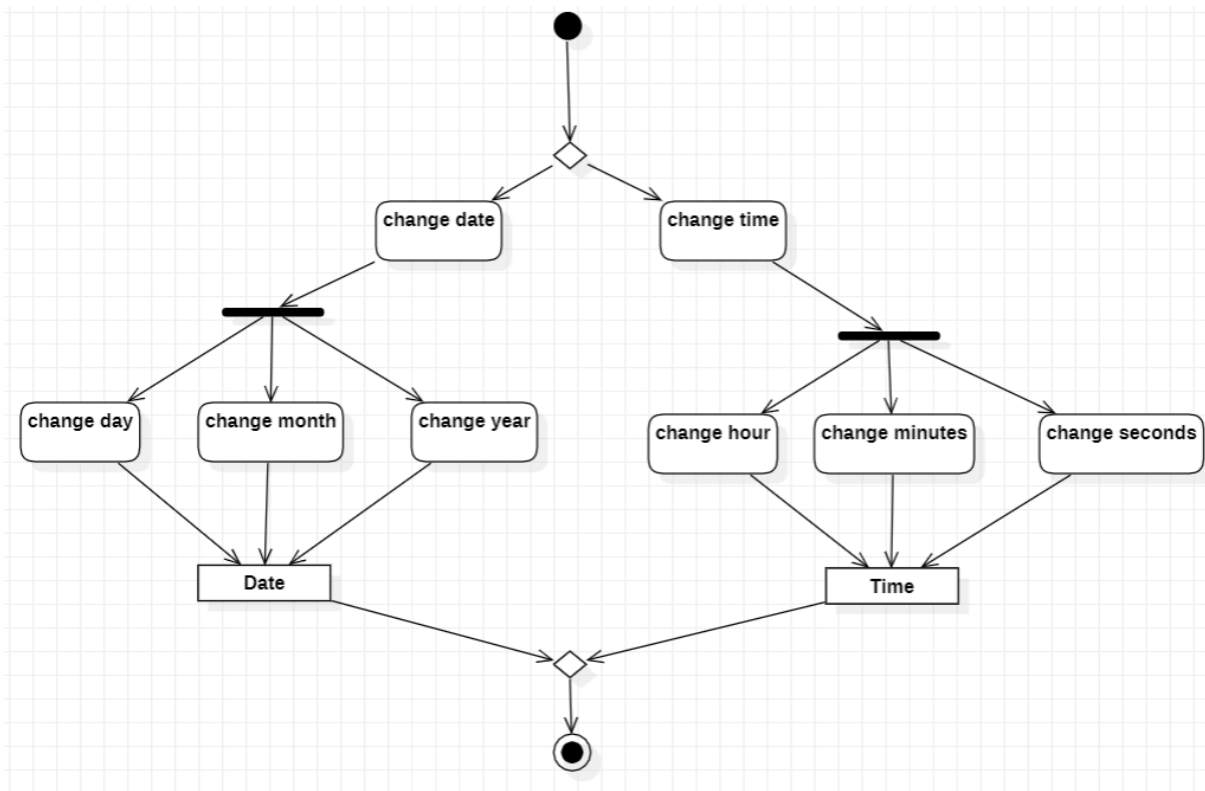 change date
change time
change day
change month
change year
change hour
change minutes
change seconds
Date
Time